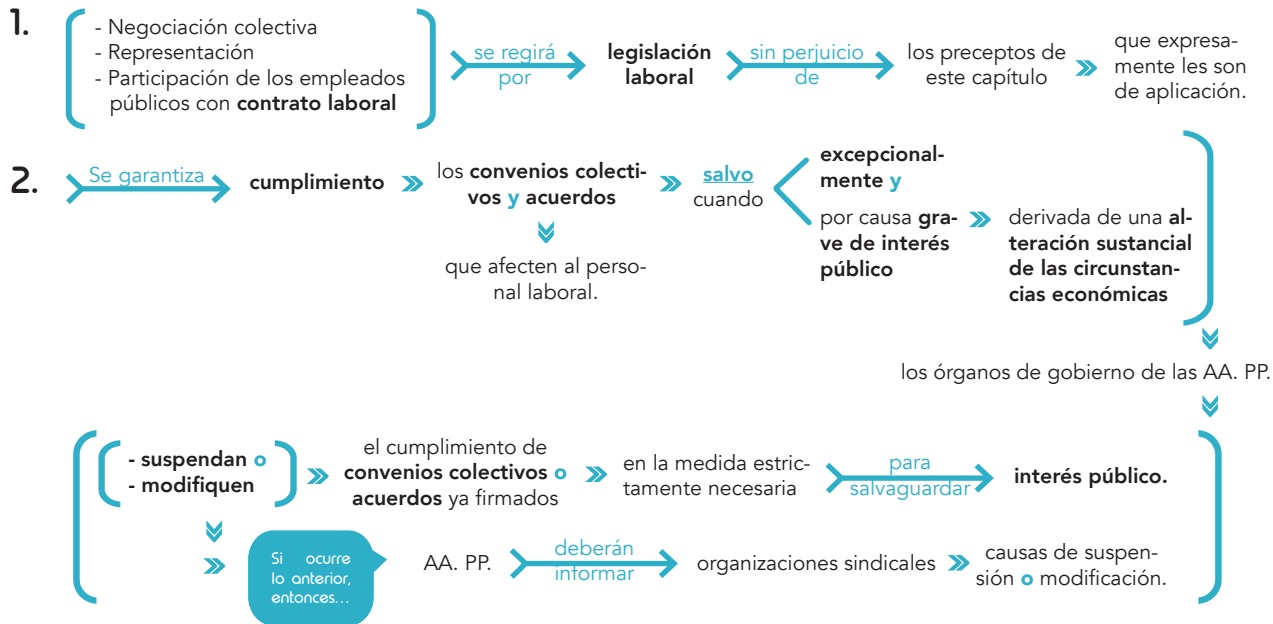 1.
- Negociación colectiva
- Representación
- Participación de los empleados
públicos con contrato laboral
se regirá
por
legislación
laboral
sin perjuicio
de
los preceptos de
este capítulo
que expresa-
mente les son
de aplicación.
2.
Se garantiza
cumplimiento
los convenios colecti-
vos y acuerdos
que afecten al perso-
nal laboral.
salvo
cuando
excepcional-
mente y
por causa gra-
ve de interés
público
derivada de una al-
teración sustancial
de las circunstan-
cias económicas
los órganos de gobierno de las AA. PP.
- suspendan o
- modifiquen
el cumplimiento de
convenios colectivos o
acuerdos ya firmados
en la medida estric-
tamente necesaria
para
salvaguardar
interés público.
Si ocurre
lo anterior,
entonces...
AA. PP.
deberán
informar
organizaciones sindicales
causas de suspen-
sión o modificación.